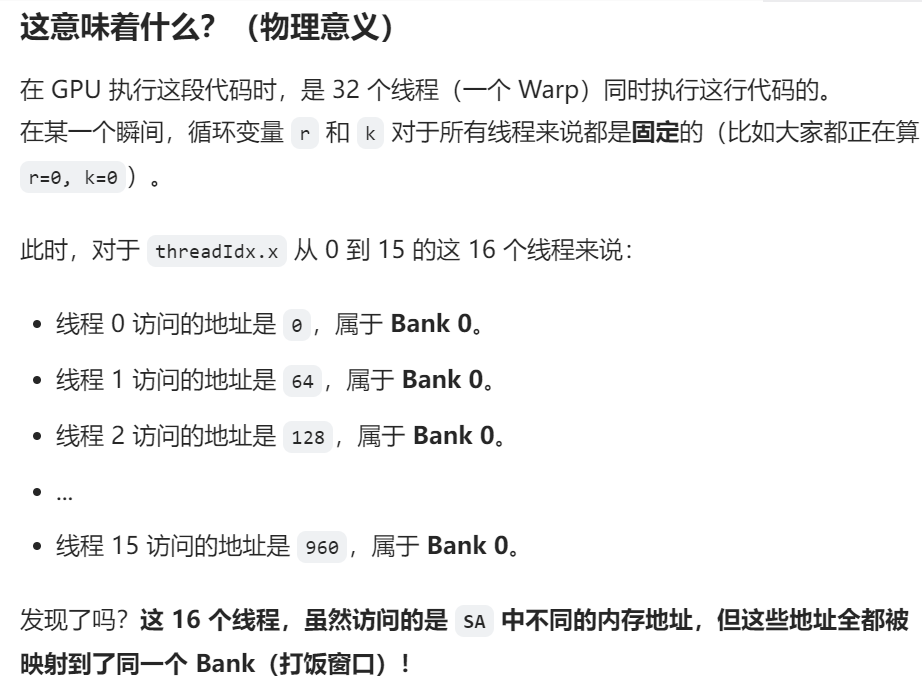 这意味着什么？（物理意义）
在 GPU 执行这段代码时，是 32 个线程（一个 Warp）同时执行这行代码的。
在某一个瞬间，循环变量 r 和 k 对于所有线程来说都是固定的（比如大家都正在算
r=0, k=0）。
此时，对于 threadIdx.x 从 0 到 15 的这 16 个线程来说：
• 线程 0 访问的地址是 0，属于 Bank 0。
• 线程 1 访问的地址是 64，属于 Bank 0。
• 线程 2 访问的地址是 128，属于 Bank 0。
• ...
• 线程 15 访问的地址是 960，属于 Bank 0。
发现了吗？这 16 个线程，虽然访问的是 SA 中不同的内存地址，但这些地址全都被
映射到了同一个 Bank（打饭窗口）！